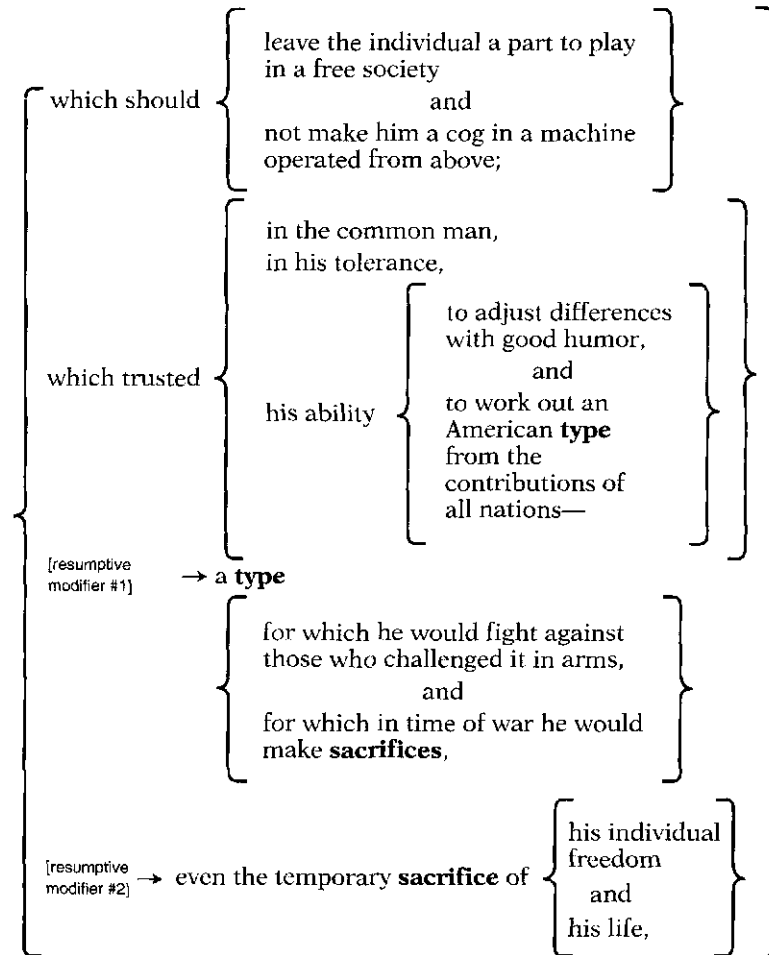 leave the individual a part to play
in a free society
which should
and
not make him a cog in a machine
operated from above;
in the common man,
in his tolerance,
to adjust differences
with good humor,
and
which trusted
his ability
to work out an
American type
from the
contributions of
all nations—
[resumptive
modifier #1] → a type
for which he would fight against
those who challenged it in arms,
and
for which in time of war he would
make sacrifices,
his individual
freedom
[resumptive
modifier #2] → even the temporary sacrifice of
and
his life,